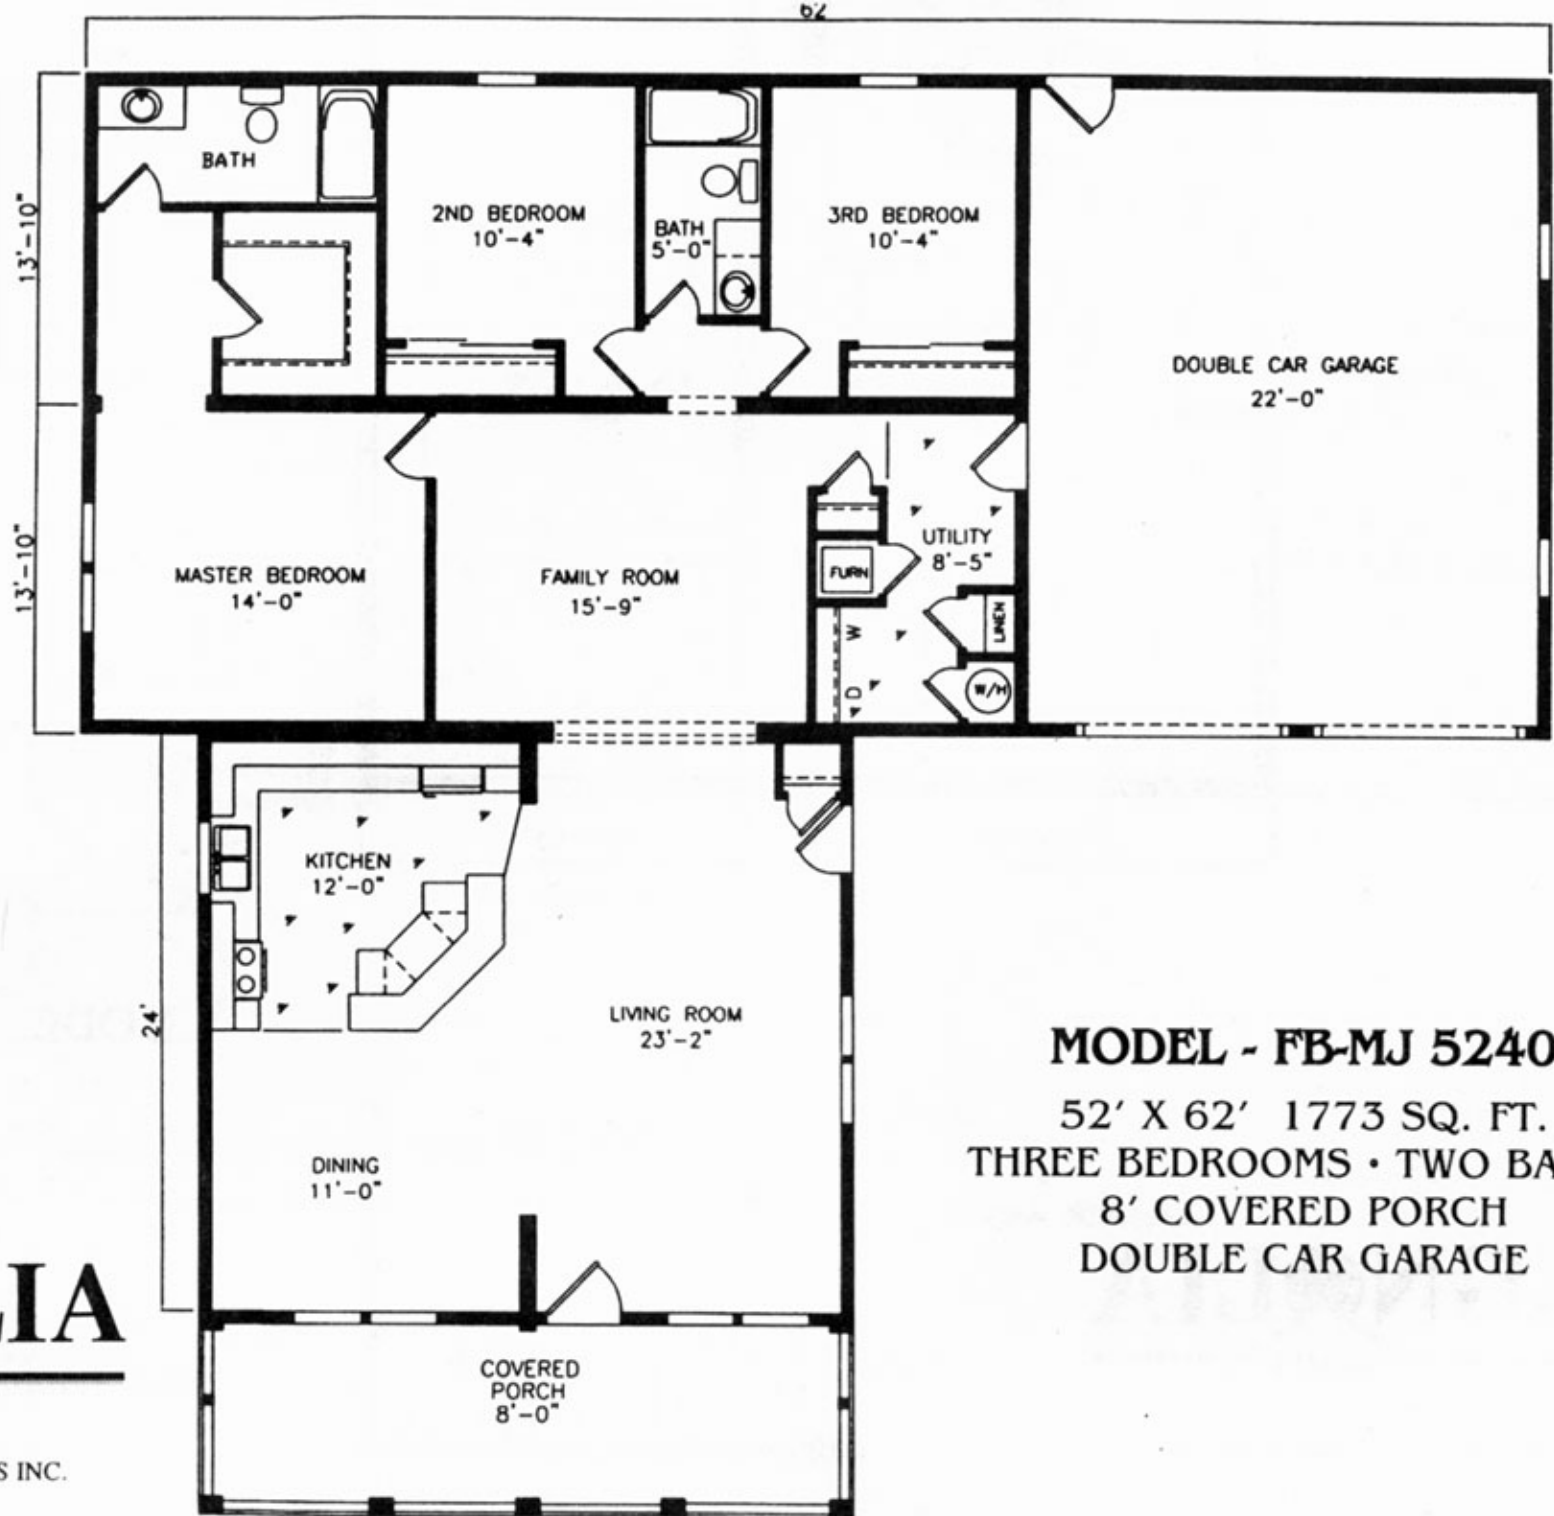 62'
13'-10"
BATH
2ND BEDROOM
10'-4"
BATH
5'-0"
3RD BEDROOM
10'-4"
DOUBLE CAR GARAGE
22'-0"
13'-10"
MASTER BEDROOM
14'-0"
FAMILY ROOM
15'-9"
UTILITY
8'-5"
FURN
LINEN
W
D
W/H
24'
KITCHEN
12'-0"
LIVING ROOM
23'-2"
DINING
11'-0"
COVERED
PORCH
8'-0"
MODEL - FB-MJ 5240
52' X 62' 1773 SQ. FT.
THREE BEDROOMS • TWO BA
8' COVERED PORCH
DOUBLE CAR GARAGE
LIA
S INC.